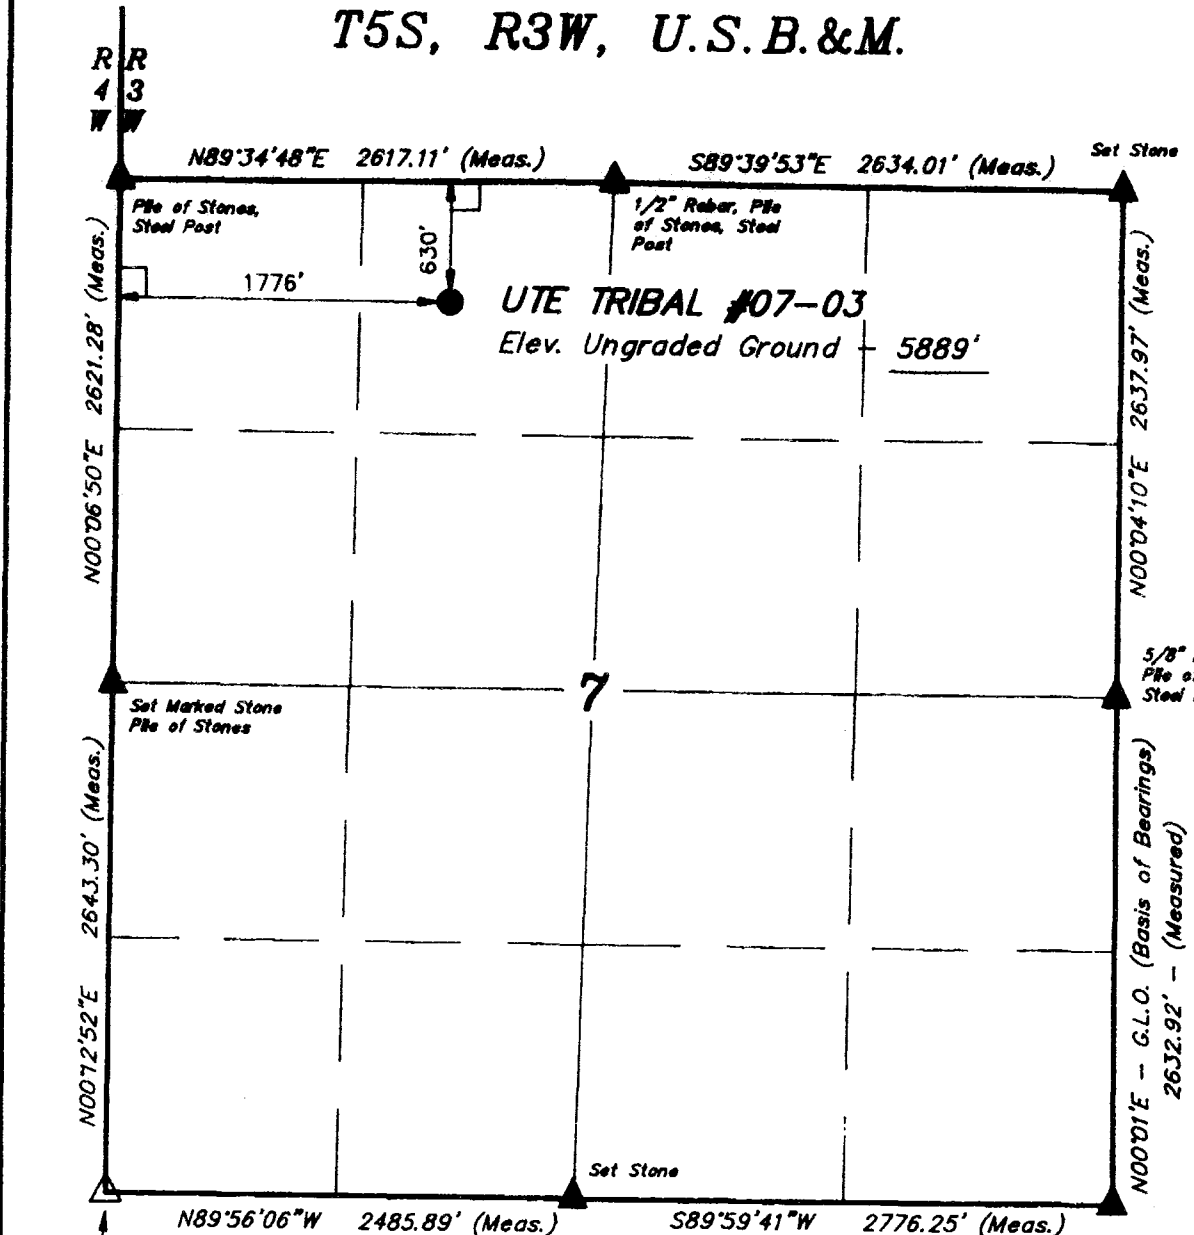 T5S, R3W, U.S.B.&M.
R R
4 3
W W
N89°34'48"E 2617.11' (Meas.)
S89°39'53"E 2634.01' (Meas.)
Set Stone
Pile of Stones,
Steel Post
1/2" Rebar, Pile
of Stones, Steel
Post
630'
1776'
UTE TRIBAL #07-03
Elev. Ungraded Ground - 5889'
N00°06'50"E 2621.28' (Meas.)
N00°04'10"E 2637.97' (Meas.)
7
Set Marked Stone
Pile of Stones
5/8"
Pile o
Steel
N00°12'52"E 2643.30' (Meas.)
N00°01'E - G.L.O. (Basis of Bearings)
2632.92' - (Measured)
Set Stone
N89°56'06"W 2485.89' (Meas.)
S89°59'41"W 2776.25' (Meas.)